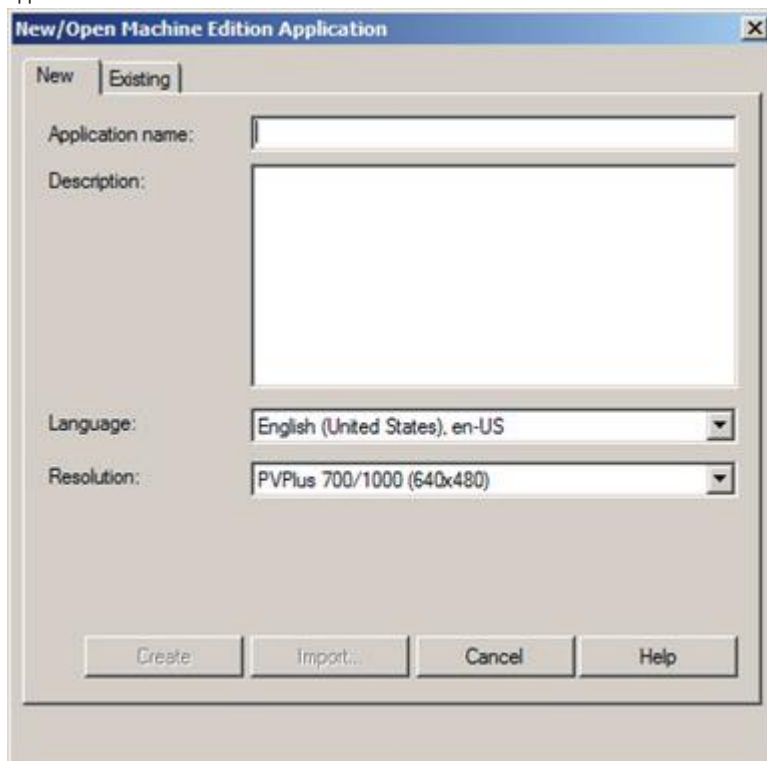 New/Open Machine Edition Application
New Existing
Application name:
Description:
Language: English (United States), en-US
Resolution: PVPlus 700/1000 (640x480)
Create Import... Cancel Help